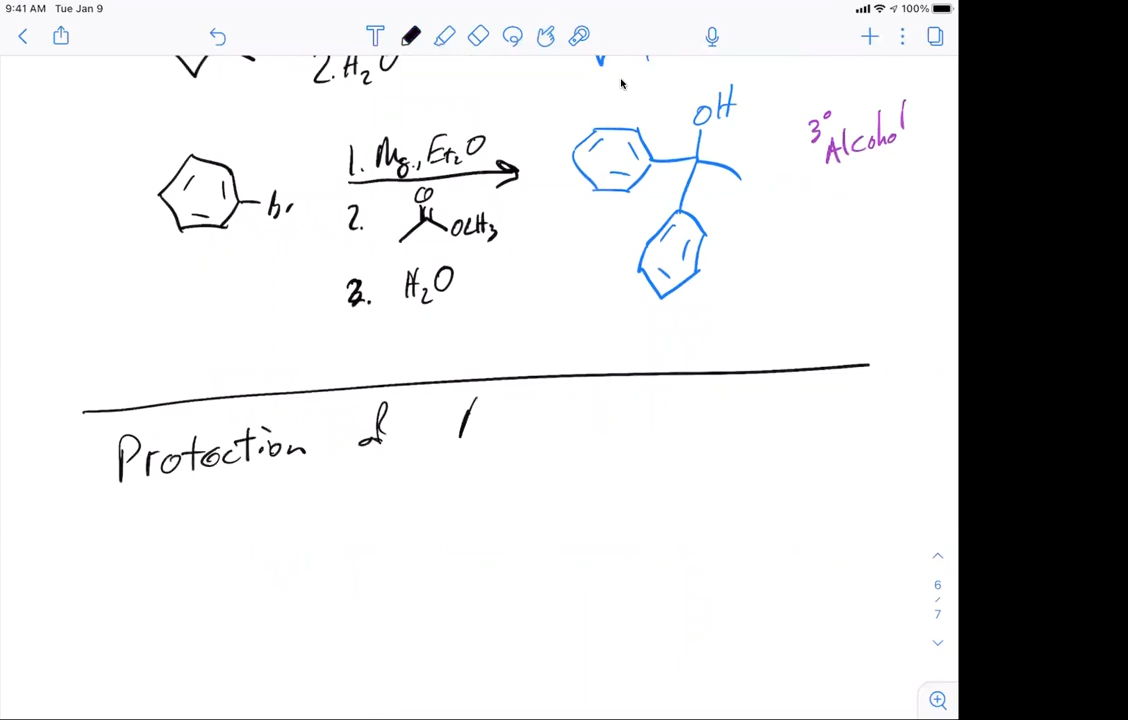 9:41 AM Tue Jan 9
100%
2. H2O
1. Mg, Et2O
Br
2.
O
OCH3
3. H2O
OH
3° Alcohol
Protection of
6
/
7